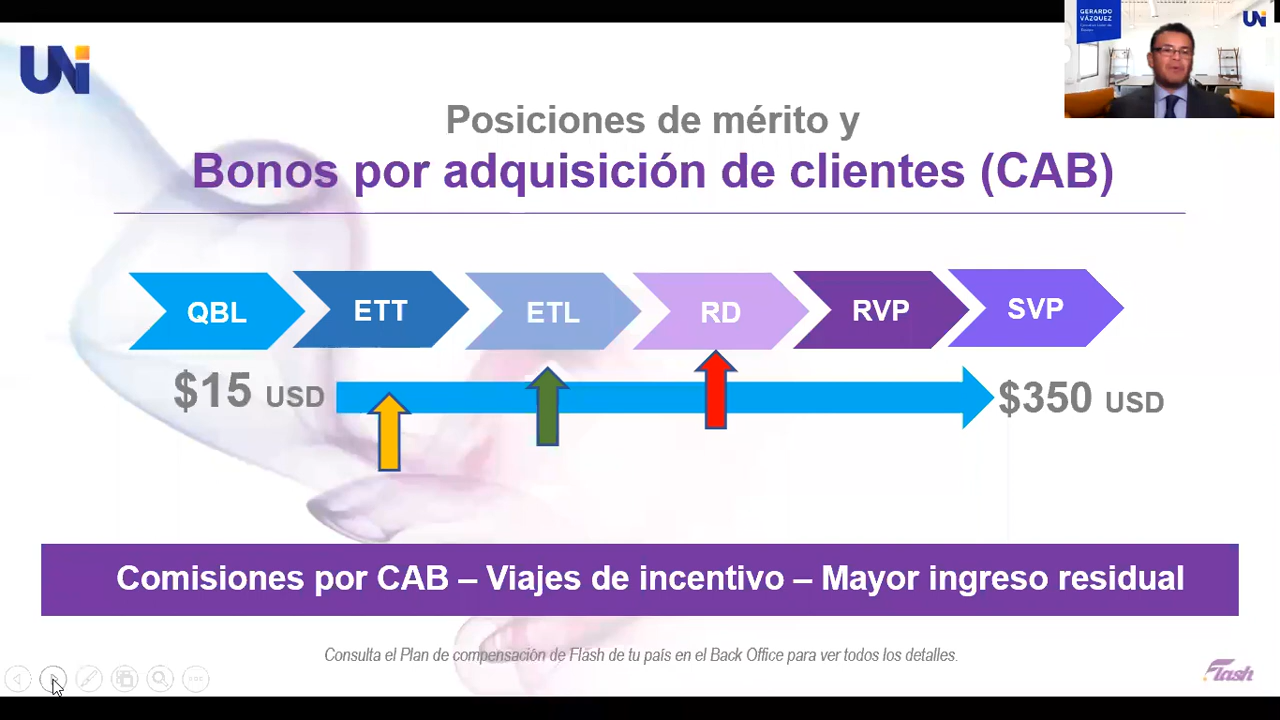 UNi
GERARDO
VÁZQUEZ
UNi
Posiciones de mérito y
Bonos por adquisición de clientes (CAB)
QBL
ETT
ETL
RD
RVP
SVP
$15 USD
$350 USD
Comisiones por CAB – Viajes de incentivo – Mayor ingreso residual
Consulta el Plan de compensación de Flash de tu país en el Back Office para ver todos los detalles.
Flash